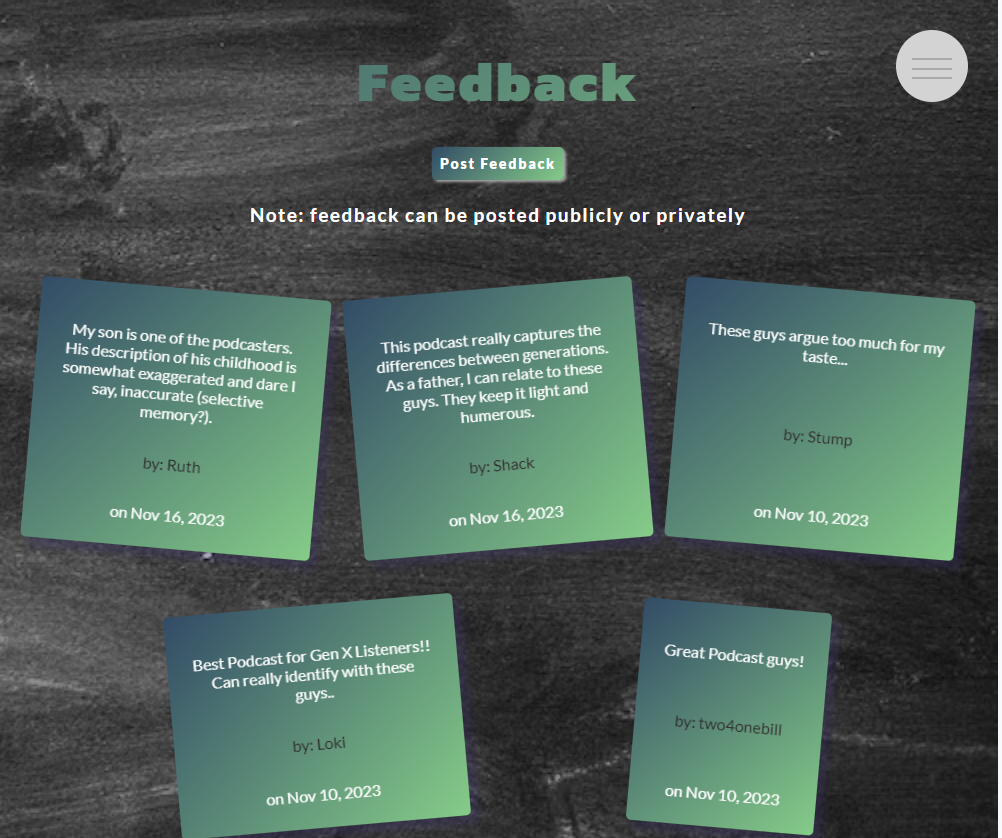 Feedback
Post Feedback
Note: feedback can be posted publicly or privately
My son is one of the podcasters.
His description of his childhood is
somewhat exaggerated and dare I
say, inaccurate (selective
memory?).
by: Ruth
on Nov 16, 2023
This podcast really captures the
differences between generations.
As a father, I can relate to these
guys. They keep it light and
humerous.
by: Shack
on Nov 16, 2023
These guys argue too much for my
taste...
by: Stump
on Nov 10, 2023
Best Podcast for Gen X Listeners!!
Can really identify with these
guys..
by: Loki
on Nov 10, 2023
Great Podcast guys!
by: two4onebill
on Nov 10, 2023